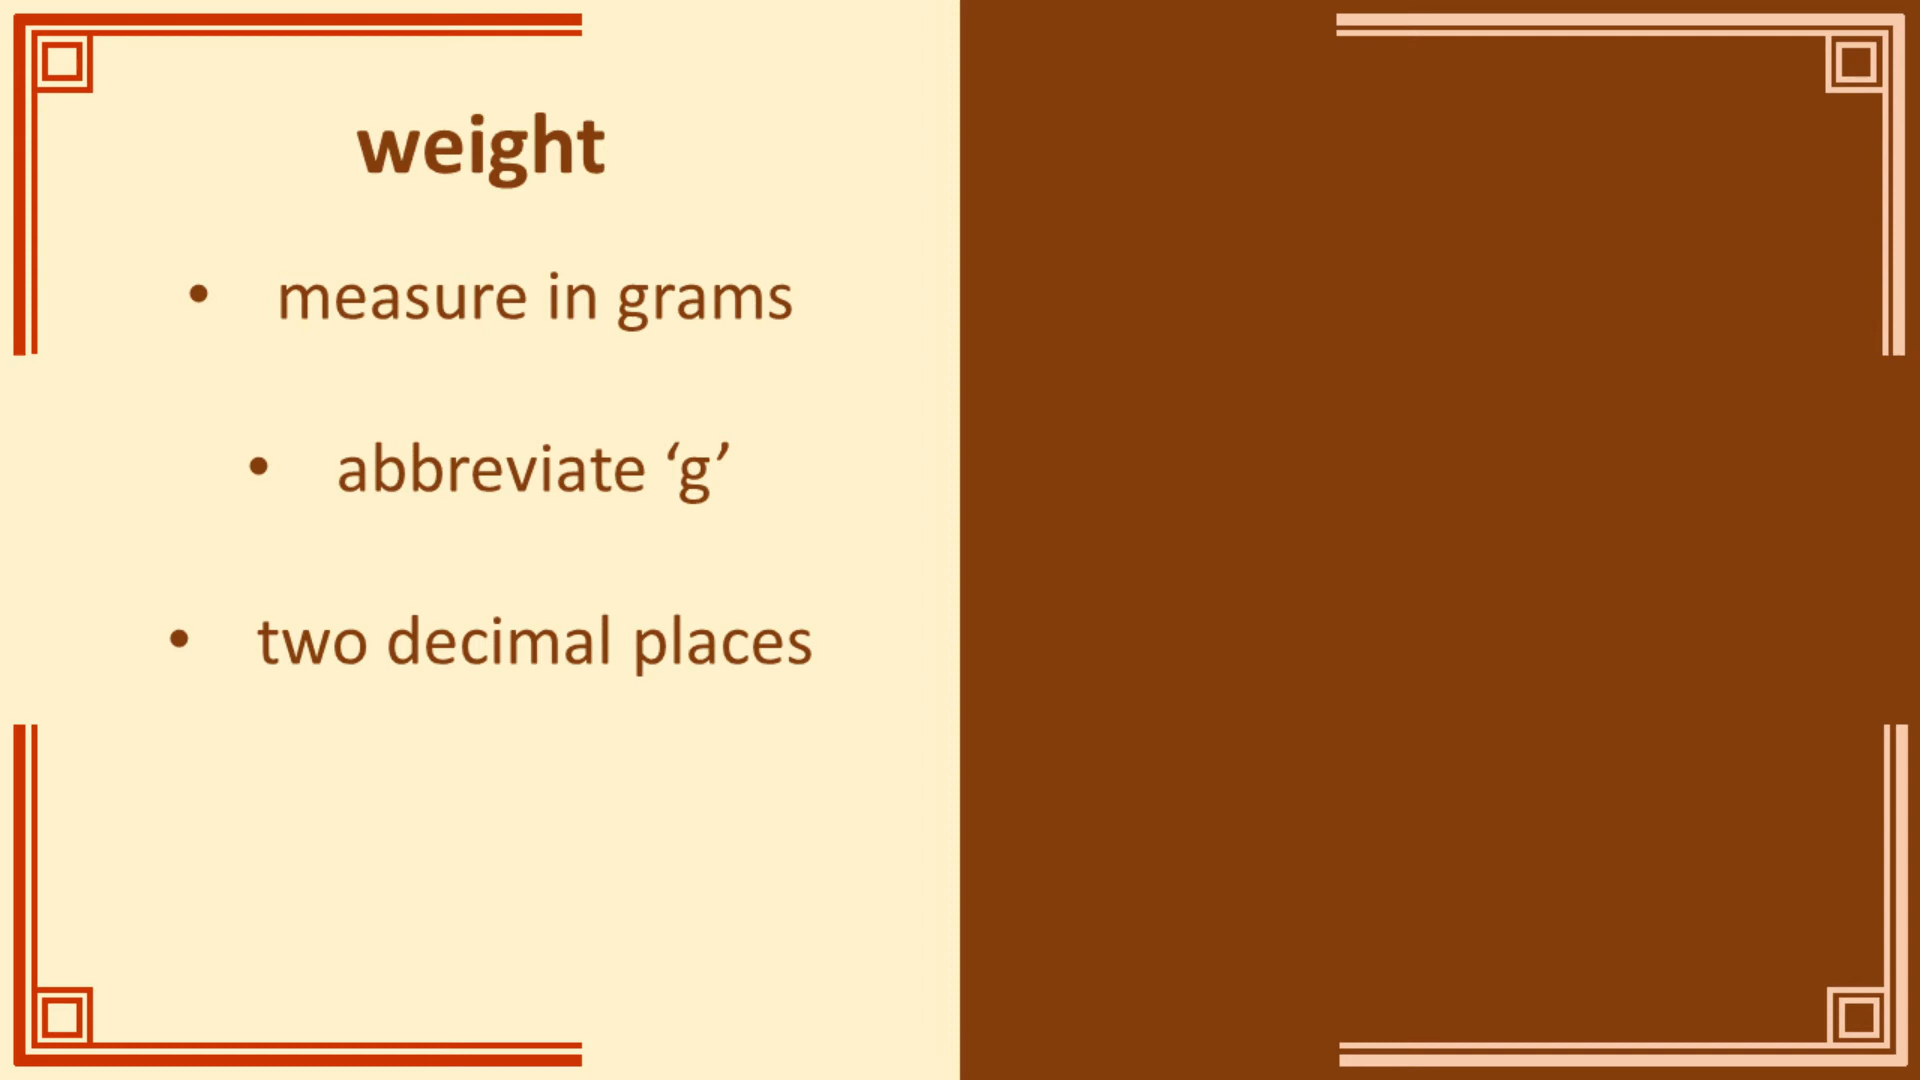 weight
• measure in grams
• abbreviate ‘g’
• two decimal places